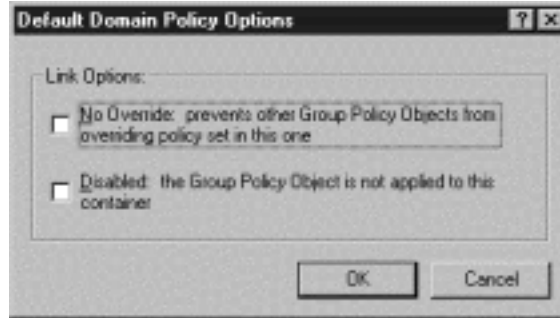 Default Domain Policy Options
Link Options:
No Override: prevents other Group Policy Objects from
overriding policy set in this one
Disabled: the Group Policy Object is not applied to this
container
OK
Cancel